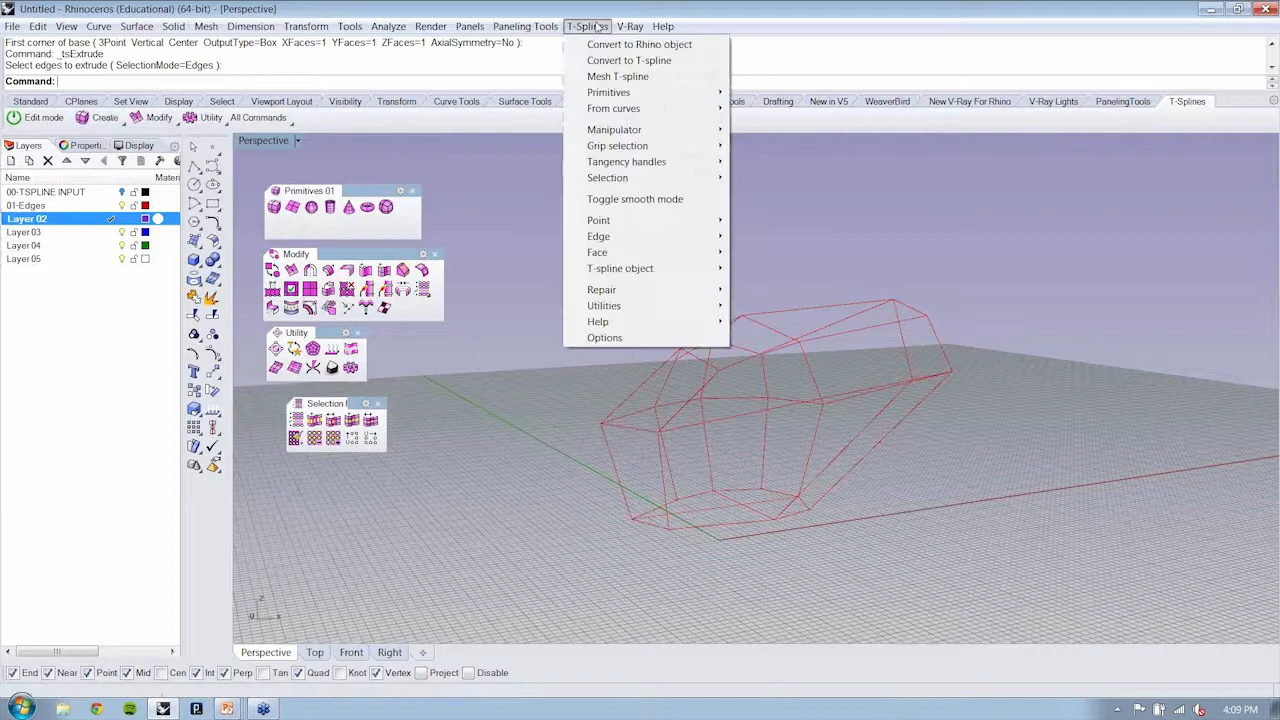 Untitled - Rhinoceros (Educational) (64-bit) - [Perspective]
File Edit View Curve Surface Solid Mesh Dimension Transform Tools Analyze Render Panels Paneling Tools T-Splines V-Ray Help
First corner of base ( 3Point Vertical Center OutputType=Box XFaces=1 YFaces=1 ZFaces=1 AxialSymmetry=No ):
Command: _tsExtrude
Select edges to extrude ( SelectionMode=Edges ):
Command:
Standard CPlanes Set View Display Select Viewport Layout Visibility Transform Curve Tools Surface Tools Drafting New in V5 WeaverBird New V-Ray For Rhino V-Ray Lights PanelingTools T-Splines
Edit mode Create Modify Utility All Commands
Layers Properti... Display
Name Materi
00-TSPLINE INPUT
01-Edges
Layer 02
Layer 03
Layer 04
Layer 05
Perspective
Primitives 01
Modify
Utility
Selection
Convert to Rhino object
Convert to T-spline
Mesh T-spline
Primitives
From curves
Manipulator
Grip selection
Tangency handles
Selection
Toggle smooth mode
Point
Edge
Face
T-spline object
Repair
Utilities
Help
Options
z
x
Perspective Top Front Right
End Near Point Mid Cen Int Perp Tan Quad Knot Vertex Project Disable
4:09 PM